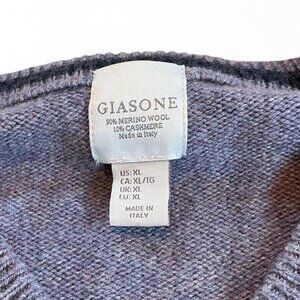 GIASONE
90% MERINO WOOL
10% CASHMERE
Made in Italy
US: XL
CA: XL/TG
UK: XL
EU: XL
MADE IN
ITALY